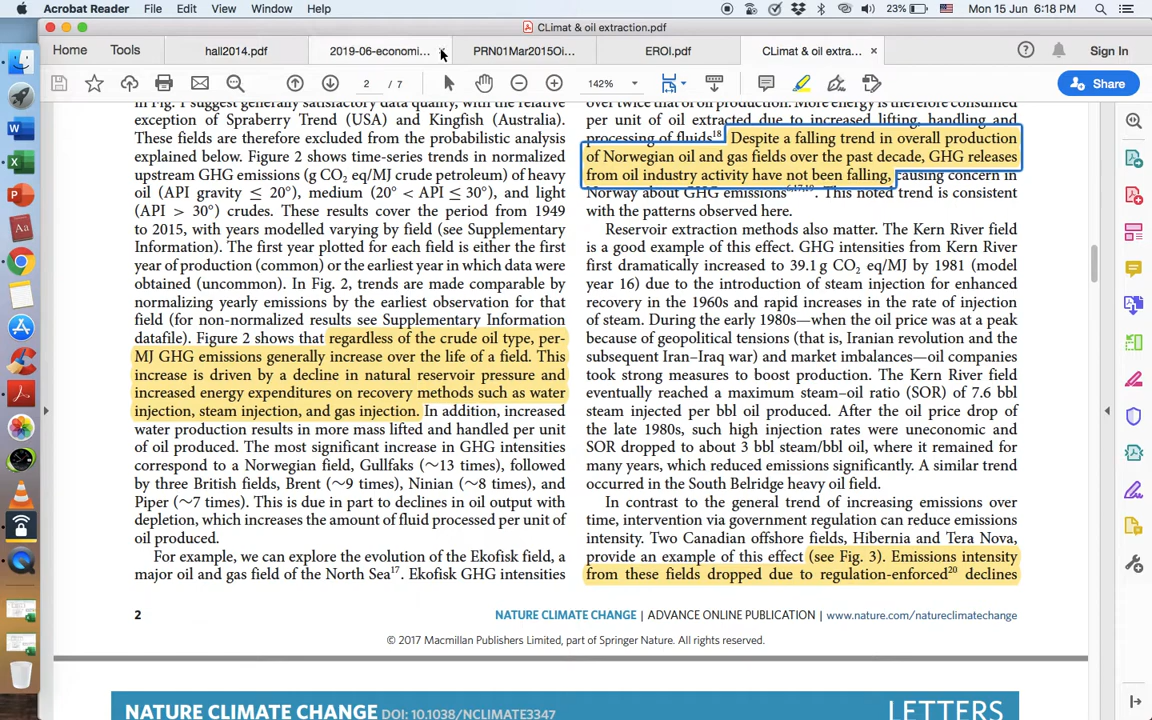 Acrobat Reader File Edit View Window Help 23% Mon 15 Jun 6:18 PM
CLimat & oil extraction.pdf
Home Tools hall2014.pdf 2019-06-economi... PRN01Mar2015Oi... EROI.pdf CLimat & oil extra... Sign In
2 / 7 142% Share
in Fig. 1 suggest generally satisfactory data quality, with the relative
exception of Spraberry Trend (USA) and Kingfish (Australia).
These fields are therefore excluded from the probabilistic analysis
explained below. Figure 2 shows time-series trends in normalized
upstream GHG emissions (g CO2 eq/MJ crude petroleum) of heavy
oil (API gravity ≤ 20°), medium (20° < API ≤ 30°), and light
(API > 30°) crudes. These results cover the period from 1949
to 2015, with years modelled varying by field (see Supplementary
Information). The first year plotted for each field is either the first
year of production (common) or the earliest year in which data were
obtained (uncommon). In Fig. 2, trends are made comparable by
normalizing yearly emissions by the earliest observation for that
field (for non-normalized results see Supplementary Information
datafile). Figure 2 shows that regardless of the crude oil type, per-
MJ GHG emissions generally increase over the life of a field. This
increase is driven by a decline in natural reservoir pressure and
increased energy expenditures on recovery methods such as water
injection, steam injection, and gas injection. In addition, increased
water production results in more mass lifted and handled per unit
of oil produced. The most significant increase in GHG intensities
correspond to a Norwegian field, Gullfaks (∼13 times), followed
by three British fields, Brent (∼9 times), Ninian (∼8 times), and
Piper (∼7 times). This is due in part to declines in oil output with
depletion, which increases the amount of fluid processed per unit of
oil produced.
For example, we can explore the evolution of the Ekofisk field, a
major oil and gas field of the North Sea17. Ekofisk GHG intensities
over twice that of oil production. More energy is therefore consumed
per unit of oil extracted due to increased lifting, handling and
processing of fluids18. Despite a falling trend in overall production
of Norwegian oil and gas fields over the past decade, GHG releases
from oil industry activity have not been falling, causing concern in
Norway about GHG emissions6,17,19. This noted trend is consistent
with the patterns observed here.
Reservoir extraction methods also matter. The Kern River field
is a good example of this effect. GHG intensities from Kern River
first dramatically increased to 39.1 g CO2 eq/MJ by 1981 (model
year 16) due to the introduction of steam injection for enhanced
recovery in the 1960s and rapid increases in the rate of injection
of steam. During the early 1980s—when the oil price was at a peak
because of geopolitical tensions (that is, Iranian revolution and the
subsequent Iran–Iraq war) and market imbalances—oil companies
took strong measures to boost production. The Kern River field
eventually reached a maximum steam–oil ratio (SOR) of 7.6 bbl
steam injected per bbl oil produced. After the oil price drop of
the late 1980s, such high injection rates were uneconomic and
SOR dropped to about 3 bbl steam/bbl oil, where it remained for
many years, which reduced emissions significantly. A similar trend
occurred in the South Belridge heavy oil field.
In contrast to the general trend of increasing emissions over
time, intervention via government regulation can reduce emissions
intensity. Two Canadian offshore fields, Hibernia and Tera Nova,
provide an example of this effect (see Fig. 3). Emissions intensity
from these fields dropped due to regulation-enforced20 declines
2 NATURE CLIMATE CHANGE | ADVANCE ONLINE PUBLICATION | www.nature.com/natureclimatechange
© 2017 Macmillan Publishers Limited, part of Springer Nature. All rights reserved.
NATURE CLIMATE CHANGE DOI: 10.1038/NCLIMATE3347 LETTERS